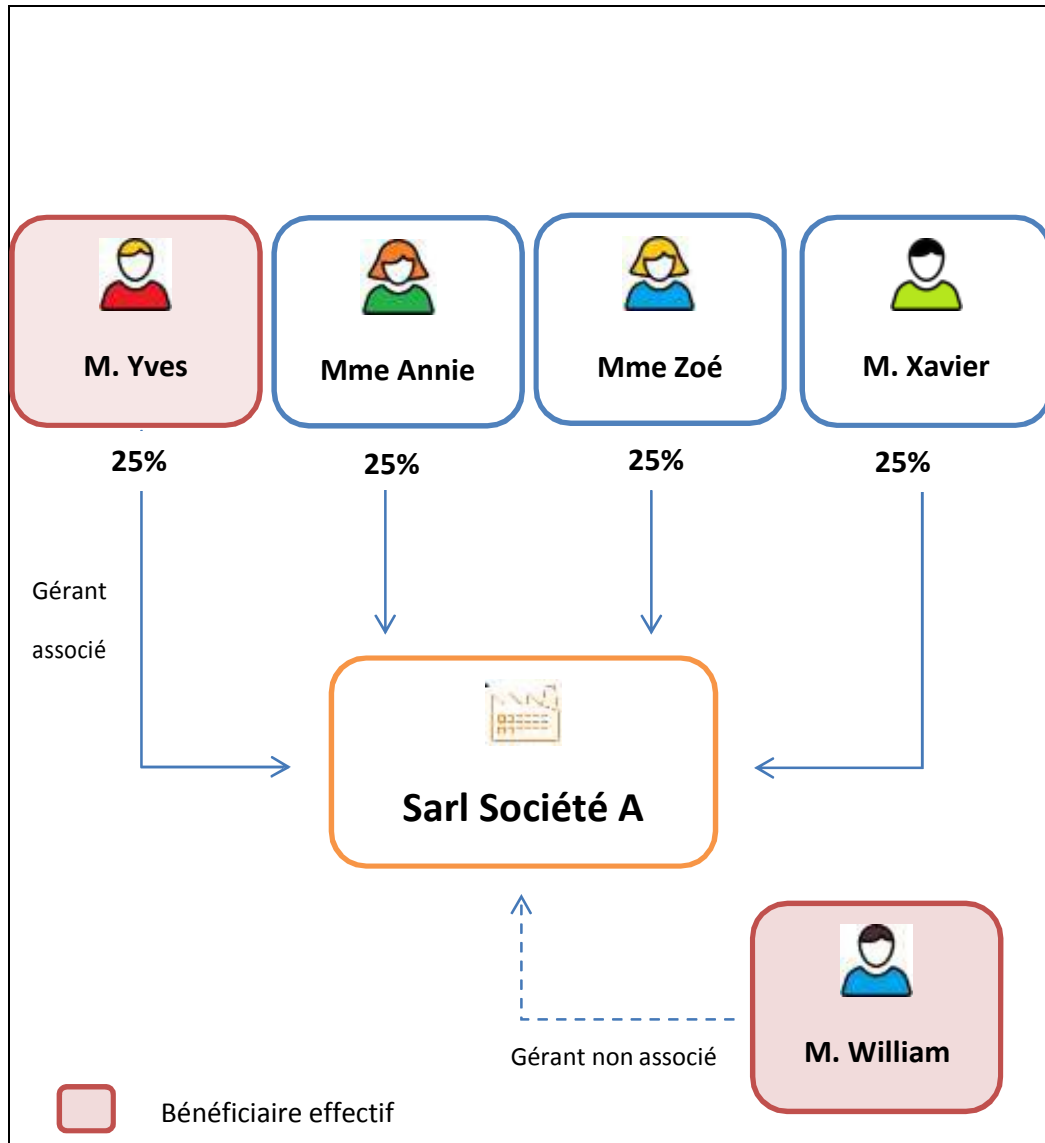 M. Yves
Mme Annie
Mme Zoé
M. Xavier
25%
25%
25%
25%
Gérant
associé
Sarl Société A
Gérant non associé
M. William
Bénéficiaire effectif